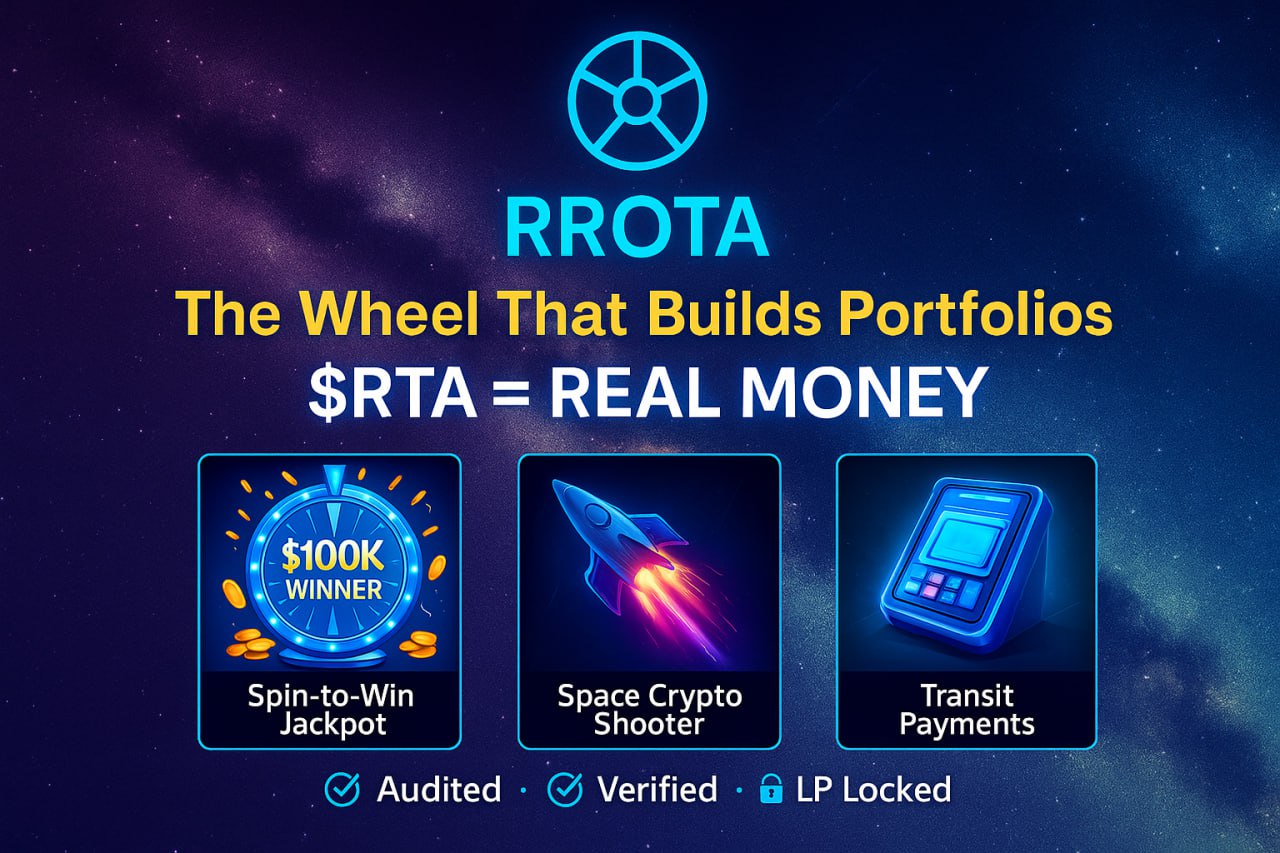 RROTA
The Wheel That Builds Portfolios
$RTA = REAL MONEY
$100K
WINNER
Spin-to-Win
Jackpot
Space Crypto
Shooter
Transit
Payments
Audited · Verified · LP Locked